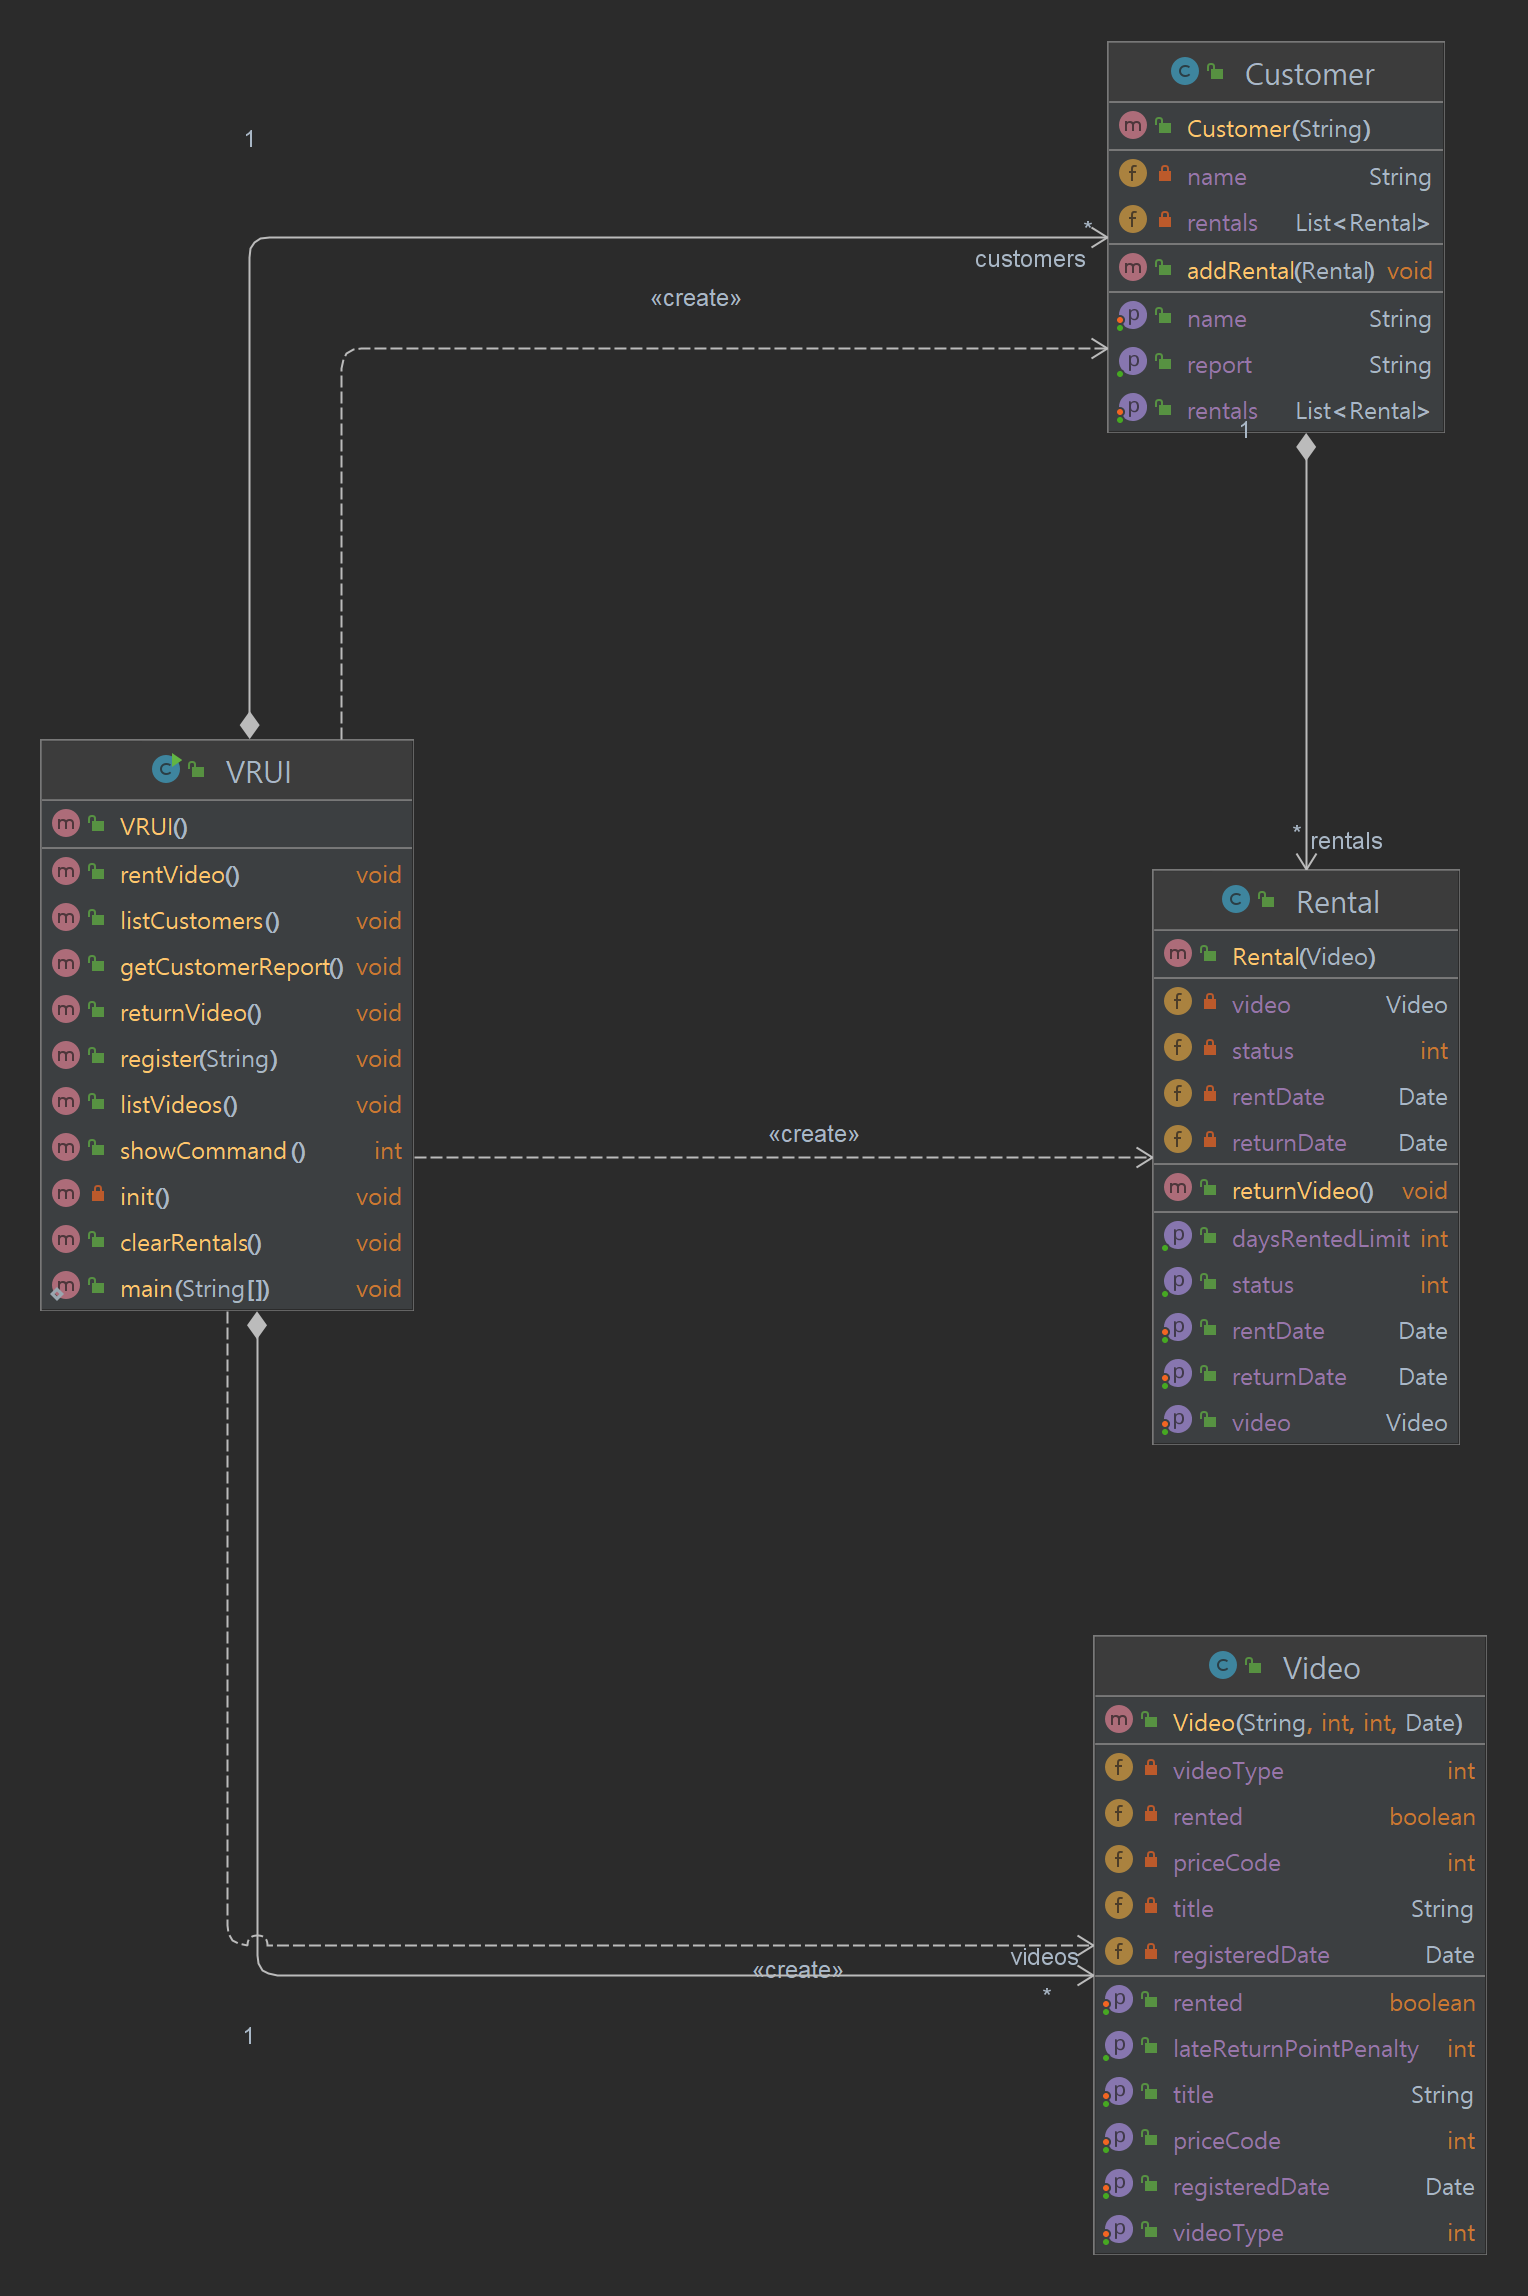 Customer
Customer(String)
name String
rentals List<Rental>
addRental(Rental) void
name String
report String
rentals List<Rental>
1
*
customers
«create»
1
* rentals
VRUI
VRUI()
rentVideo() void
listCustomers() void
getCustomerReport() void
returnVideo() void
register(String) void
listVideos() void
showCommand() int
init() void
clearRentals() void
main(String[]) void
«create»
Rental
Rental(Video)
video Video
status int
rentDate Date
returnDate Date
returnVideo() void
daysRentedLimit int
status int
rentDate Date
returnDate Date
video Video
videos
«create»
*
1
Video
Video(String, int, int, Date)
videoType int
rented boolean
priceCode int
title String
registeredDate Date
rented boolean
lateReturnPointPenalty int
title String
priceCode int
registeredDate Date
videoType int